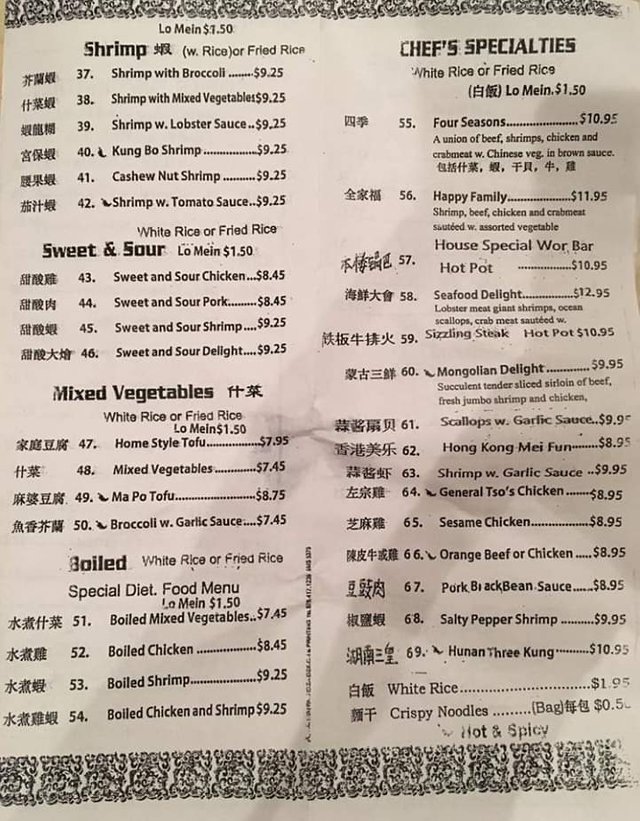 Lo Mein $1.50
Shrimp 蝦 (w. Rice)or Fried Rice
芥蘭蝦 37. Shrimp with Broccoli ........$9.25
什菜蝦 38. Shrimp with Mixed Vegetables$9.25
蝦龍糊 39. Shrimp w. Lobster Sauce..$9.25
宮保蝦 40. Kung Bo Shrimp ..................$9.25
腰果蝦 41. Cashew Nut Shrimp ..........$9.25
茄汁蝦 42. Shrimp w. Tomato Sauce..$9.25
White Rice or Fried Rice
Sweet & Sour Lo Mein $1.50
甜酸雞 43. Sweet and Sour Chicken...$8.45
甜酸肉 44. Sweet and Sour Pork.........$8.45
甜酸蝦 45. Sweet and Sour Shrimp ....$9.25
甜酸大燴 46. Sweet and Sour Delight....$9.25
Mixed Vegetables 什菜
White Rice or Fried Rice
Lo Mein$1.50
家庭豆腐 47. Home Style Tofu...................$7.95
什菜 48. Mixed Vegetables ...............$7.45
麻婆豆腐 49. Ma Po Tofu.........................$8.75
魚香芥蘭 50. Broccoli w. Garlic Sauce....$7.45
Boiled White Rice or Fried Rice
Special Diet. Food Menu
Lo Mein $1.50
水煮什菜 51. Boiled Mixed Vegetables..$7.45
水煮雞 52. Boiled Chicken ..................$8.45
水煮蝦 53. Boiled Shrimp....................$9.25
水煮雞蝦 54. Boiled Chicken and Shrimp $9.25
CHEF'S SPECIALTIES
White Rice or Fried Rice
(白飯) Lo Mein.$1.50
四季 55. Four Seasons...........................$10.95
A union of beef, shrimps, chicken and
crabmeat w. Chinese veg. in brown sauce.
包括什菜，蝦，干貝，牛，雞
全家福 56. Happy Family.......................$11.95
Shrimp, beef, chicken and crabmeat
sautéed w. assorted vegetable
House Special Wor Bar
57. Hot Pot ..............$10.95
海鮮大會 58. Seafood Delight...................$12.95
Lobster meat giant shrimps, ocean
scallops, crab meat sautéed w.
鉄板牛排火 59. Sizzling Steak Hot Pot $10.95
蒙古三鮮 60. Mongolian Delight ..............$9.95
Succulent tender sliced sirloin of beef,
fresh jumbo shrimp and chicken,
蒜酱扇贝 61. Scallops w. Garlic Sauce..$9.95
香港美乐 62. Hong Kong Mei Fun........$8.95
蒜酱虾 63. Shrimp w. Garlic Sauce ..$9.95
左宗雞 64. General Tso's Chicken .......$8.95
芝麻雞 65. Sesame Chicken..................$8.95
陳皮牛或雞 66. Orange Beef or Chicken .....$8.95
豆豉肉 67. Pork Black Bean Sauce......$8.95
椒鹽蝦 68. Salty Pepper Shrimp ..........$9.95
湖南三皇 69. Hunan Three Kung...........$10.95
白飯 White Rice...........................$1.95
麵干 Crispy Noodles .........(Bag)每包 $0.5
Hot & Spicy